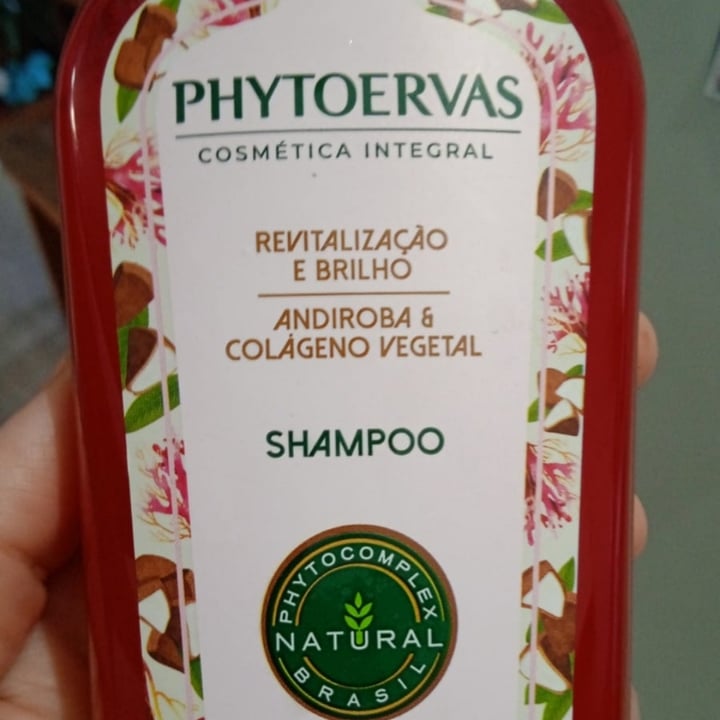 PHYTOERVAS
COSMÉTICA INTEGRAL
REVITALIZAÇÃO
E BRILHO
ANDIROBA &
COLÁGENO VEGETAL
SHAMPOO
PHYTOCOMPLEX
NATURAL
BRASIL